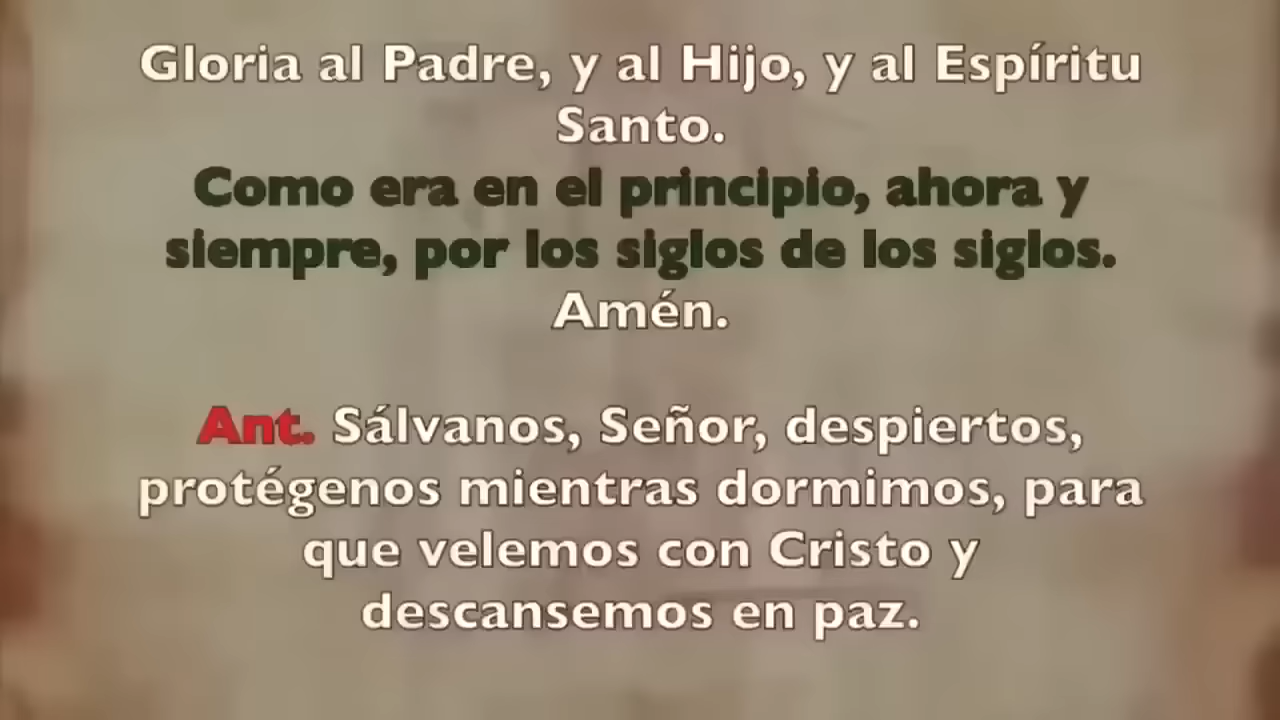 Gloria al Padre, y al Hijo, y al Espíritu
Santo.
Como era en el principio, ahora y
siempre, por los siglos de los siglos.
Amén.
Ant. Sálvanos, Señor, despiertos,
protégenos mientras dormimos, para
que velemos con Cristo y
descansemos en paz.